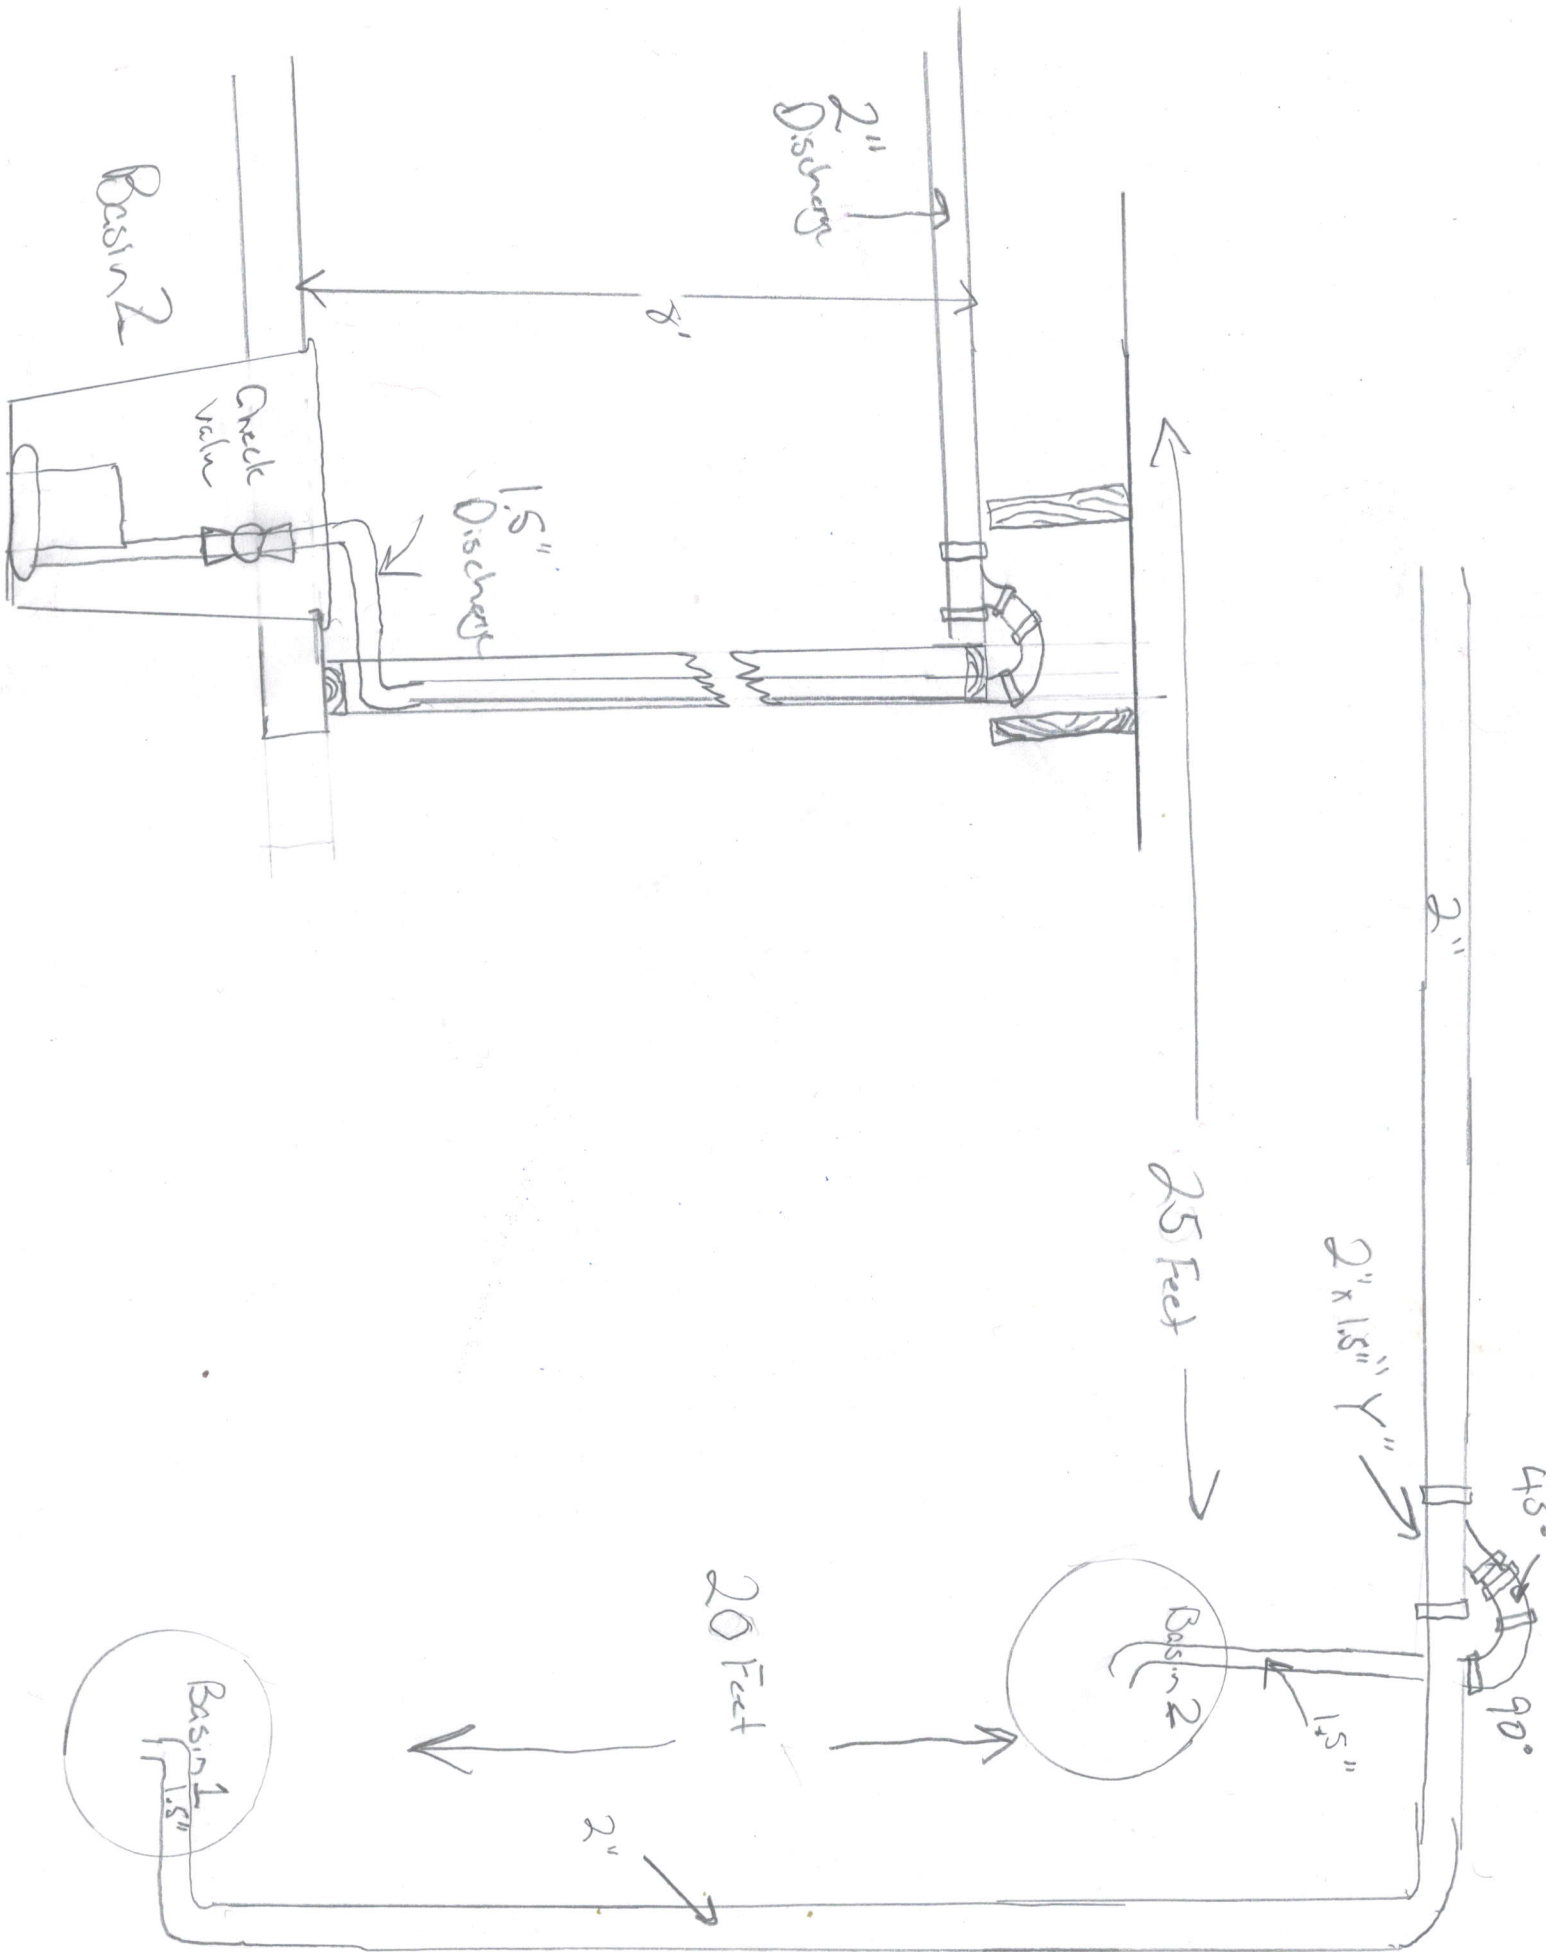 2"
Discharge
8'
Basin 2
Check
Valve
1.5"
Discharge
25 Feet
2"
2" x 1.5" "Y"
45°
90°
Basin 2
1.5"
20 Feet
2"
Basin 1
1.5"